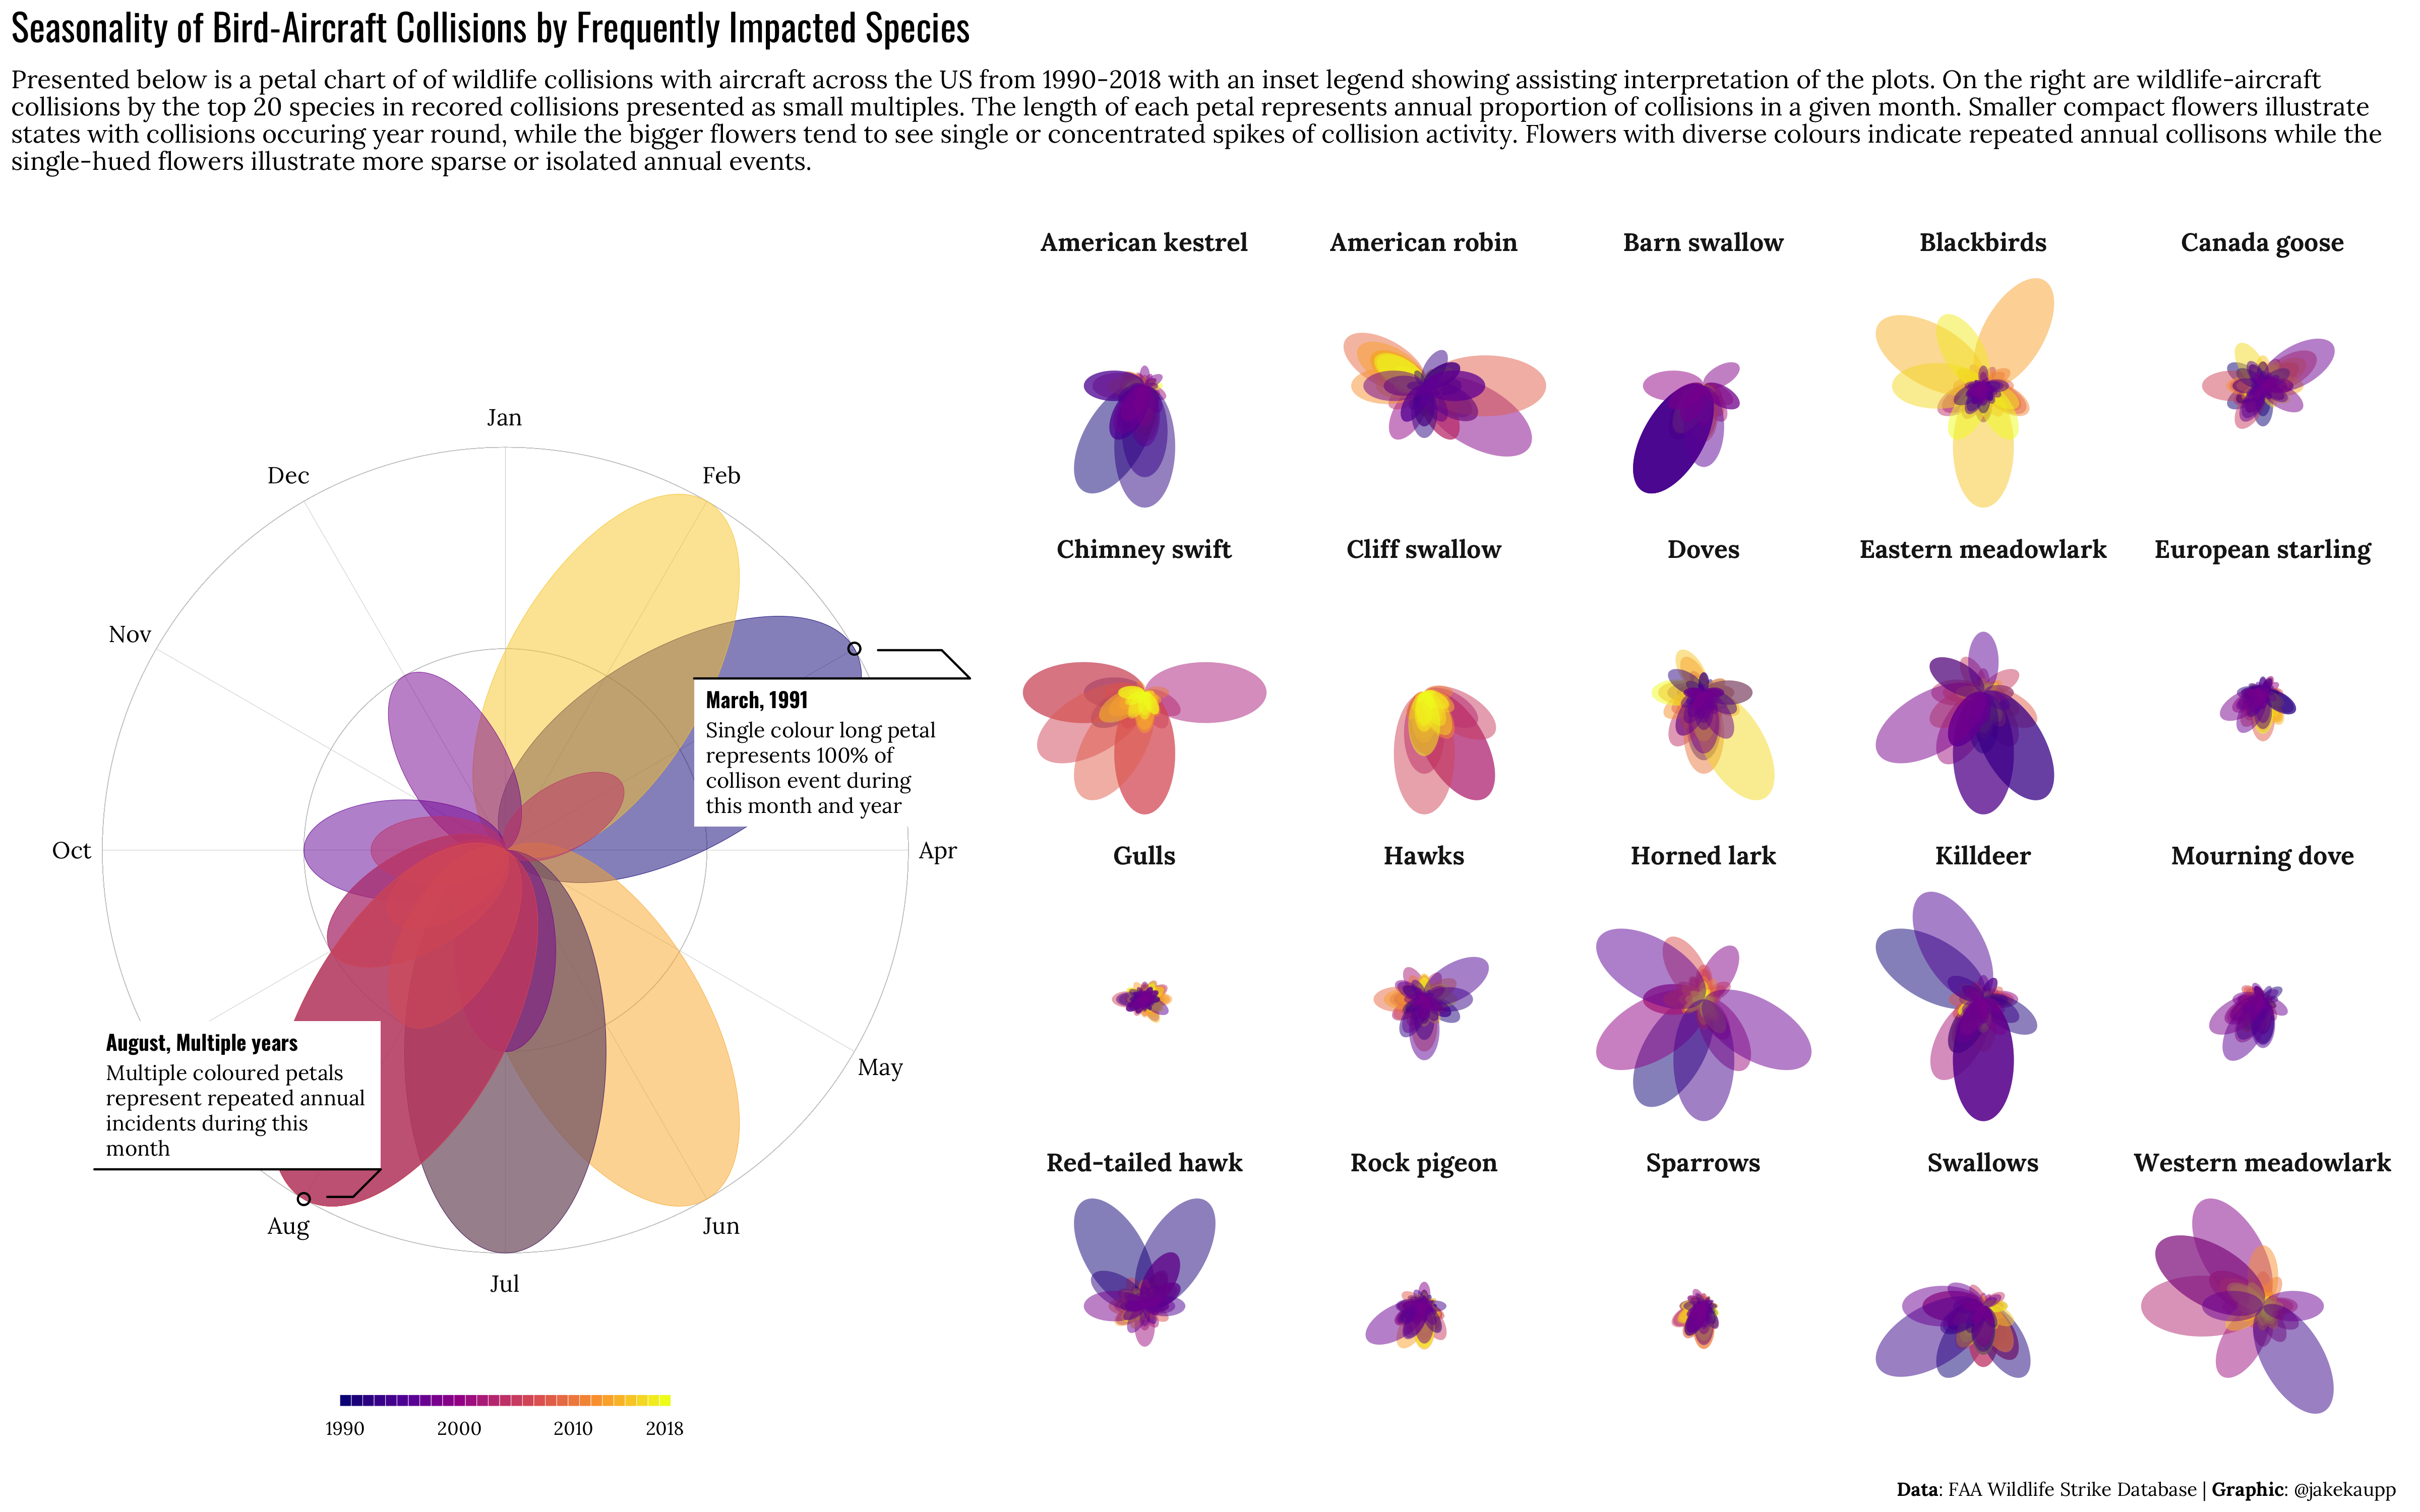 Seasonality of Bird-Aircraft Collisions by Frequently Impacted Species
Presented below is a petal chart of of wildlife collisions with aircraft across the US from 1990-2018 with an inset legend showing assisting interpretation of the plots. On the right are wildlife-aircraft
collisions by the top 20 species in recored collisions presented as small multiples. The length of each petal represents annual proportion of collisions in a given month. Smaller compact flowers illustrate
states with collisions occuring year round, while the bigger flowers tend to see single or concentrated spikes of collision activity. Flowers with diverse colours indicate repeated annual collisons while the
single-hued flowers illustrate more sparse or isolated annual events.
Jan
Feb
Apr
May
Jun
Jul
Aug
Oct
Nov
Dec
March, 1991
Single colour long petal
represents 100% of
collison event during
this month and year
August, Multiple years
Multiple coloured petals
represent repeated annual
incidents during this
month
1990 2000 2010 2018
American kestrel American robin Barn swallow Blackbirds Canada goose
Chimney swift Cliff swallow Doves Eastern meadowlark European starling
Gulls Hawks Horned lark Killdeer Mourning dove
Red-tailed hawk Rock pigeon Sparrows Swallows Western meadowlark
Data: FAA Wildlife Strike Database | Graphic: @jakekaupp